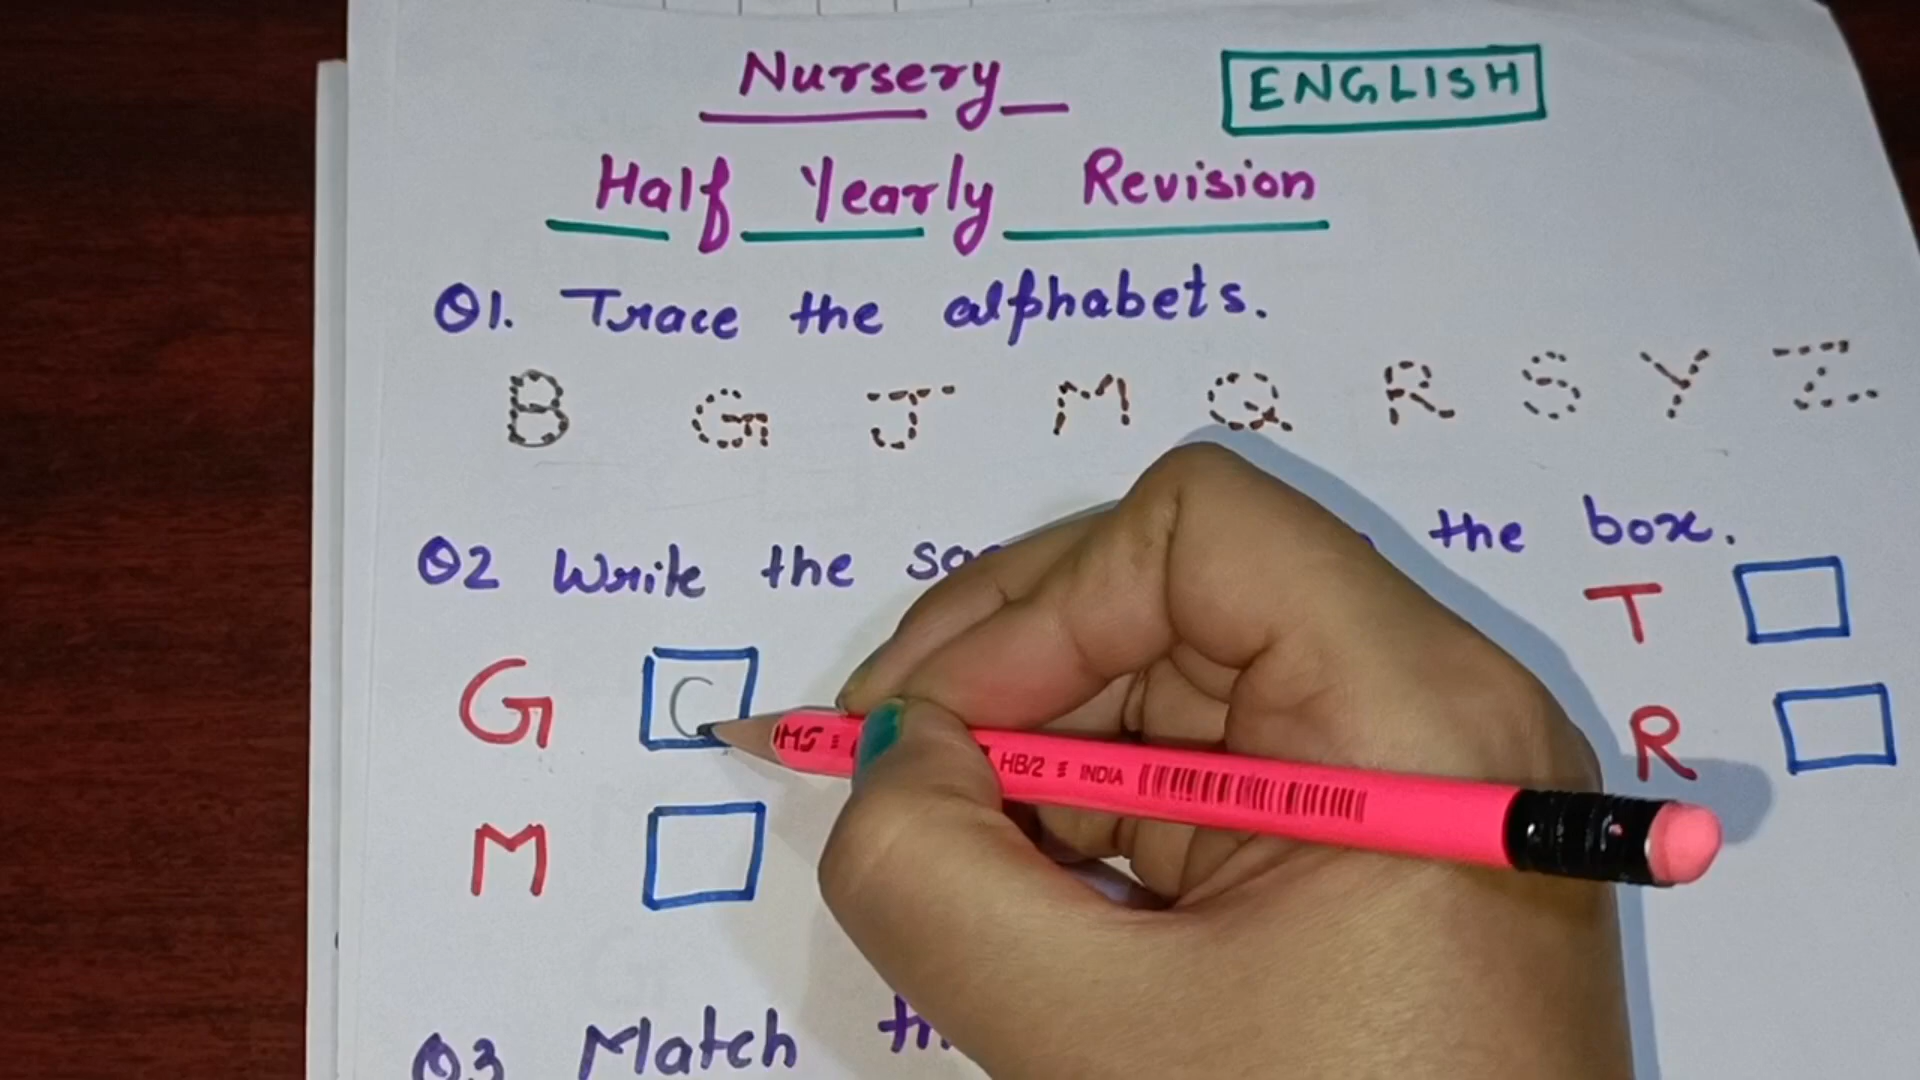 Nursery
ENGLISH
Half Yearly Revision
Q1. Trace the alphabets.
B G J M Q R S Y Z
Q2 Write the the box.
T
G C
R
HB/2 INDIA
M
Q3 Match